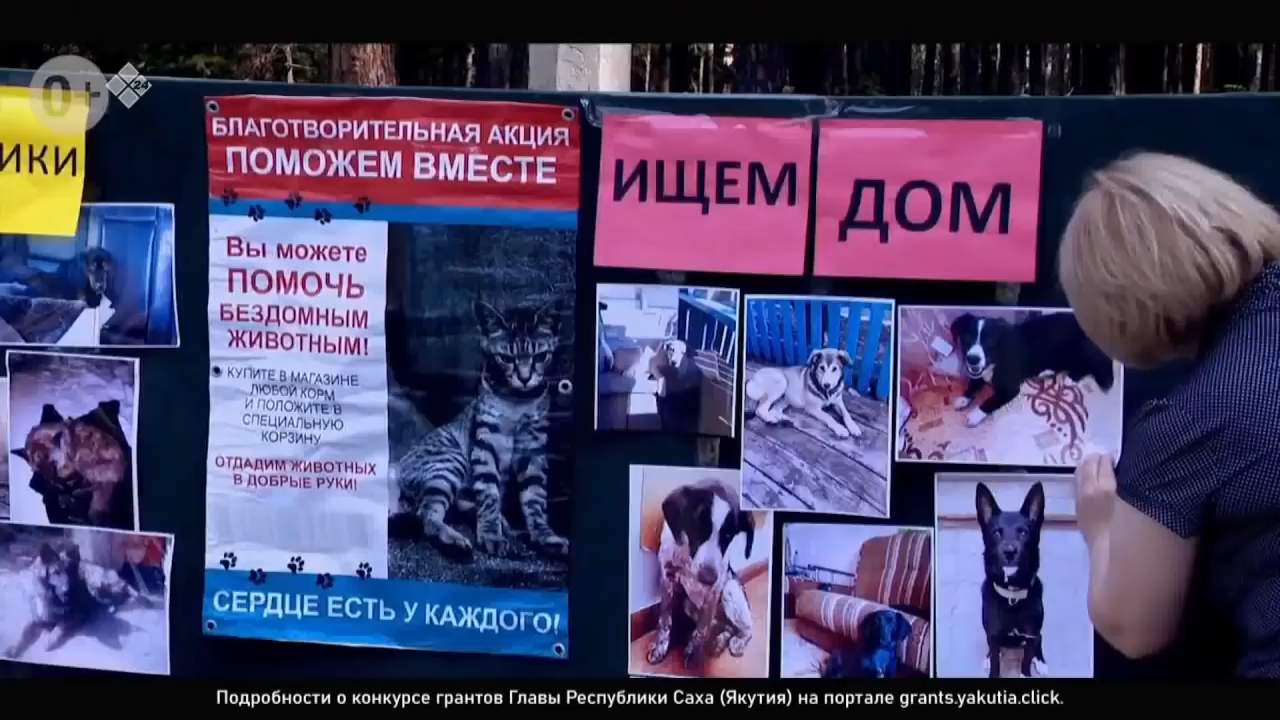 0+
24
ИКИ
БЛАГОТВОРИТЕЛЬНАЯ АКЦИЯ
ПОМОЖЕМ ВМЕСТЕ
Вы можете
ПОМОЧЬ
БЕЗДОМНЫМ
ЖИВОТНЫМ!
КУПИТЕ В МАГАЗИНЕ
ЛЮБОЙ КОРМ
И ПОЛОЖИТЕ В
СПЕЦИАЛЬНУЮ
КОРЗИНУ
ОТДАДИМ ЖИВОТНЫХ
В ДОБРЫЕ РУКИ!
СЕРДЦЕ ЕСТЬ У КАЖДОГО!
ИЩЕМ ДОМ
Подробности о конкурсе грантов Главы Республики Саха (Якутия) на портале grants.yakutia.click.